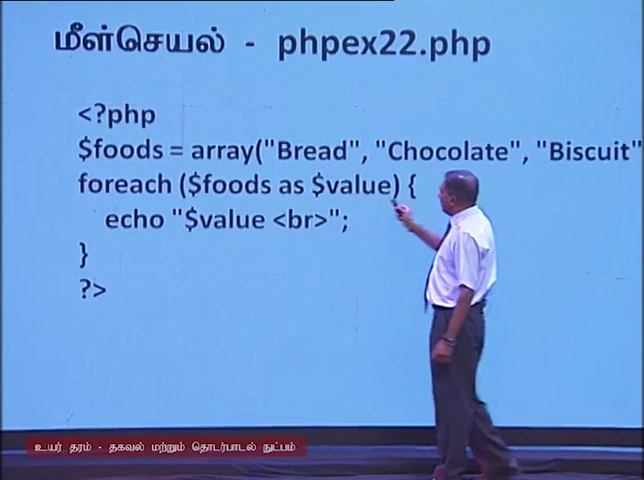 மீள்செயல் - phpex22.php
<?php
$foods = array("Bread", "Chocolate", "Biscuit"
foreach ($foods as $value) {
echo "$value <br>";
}
?>
உயர் தரம் - தகவல் மற்றும் தொடர்பாடல் நுட்பம்